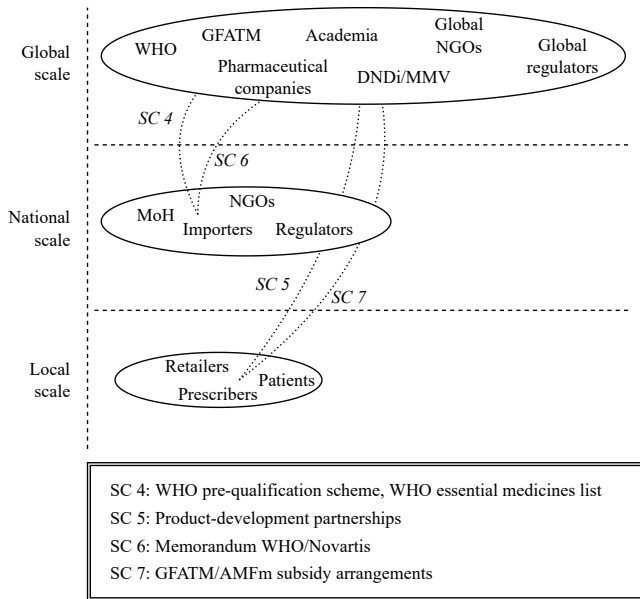 Global
scale
WHO
GFATM
Academia
Global
NGOs
Global
regulators
Pharmaceutical
companies
DNDi/MMV
SC 4
SC 6
National
scale
MoH
NGOs
Importers
Regulators
SC 5
SC 7
Local
scale
Retailers
Patients
Prescribers
SC 4: WHO pre-qualification scheme, WHO essential medicines list
SC 5: Product-development partnerships
SC 6: Memorandum WHO/Novartis
SC 7: GFATM/AMFm subsidy arrangements